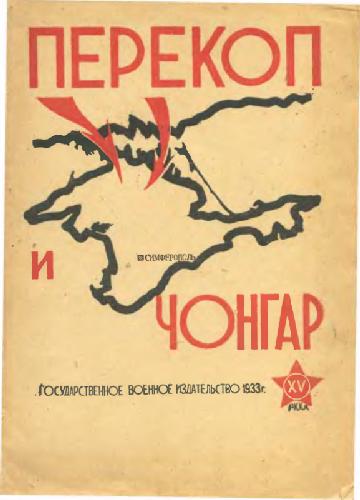 ПЕРЕКОП
СИМФЕРОПОЛЬ
И
ЧОНГАР
ГОСУДАРСТВЕННОЕ ВОЕННОЕ ИЗДАТЕЛЬСТВО 1933г.
XV
РККА